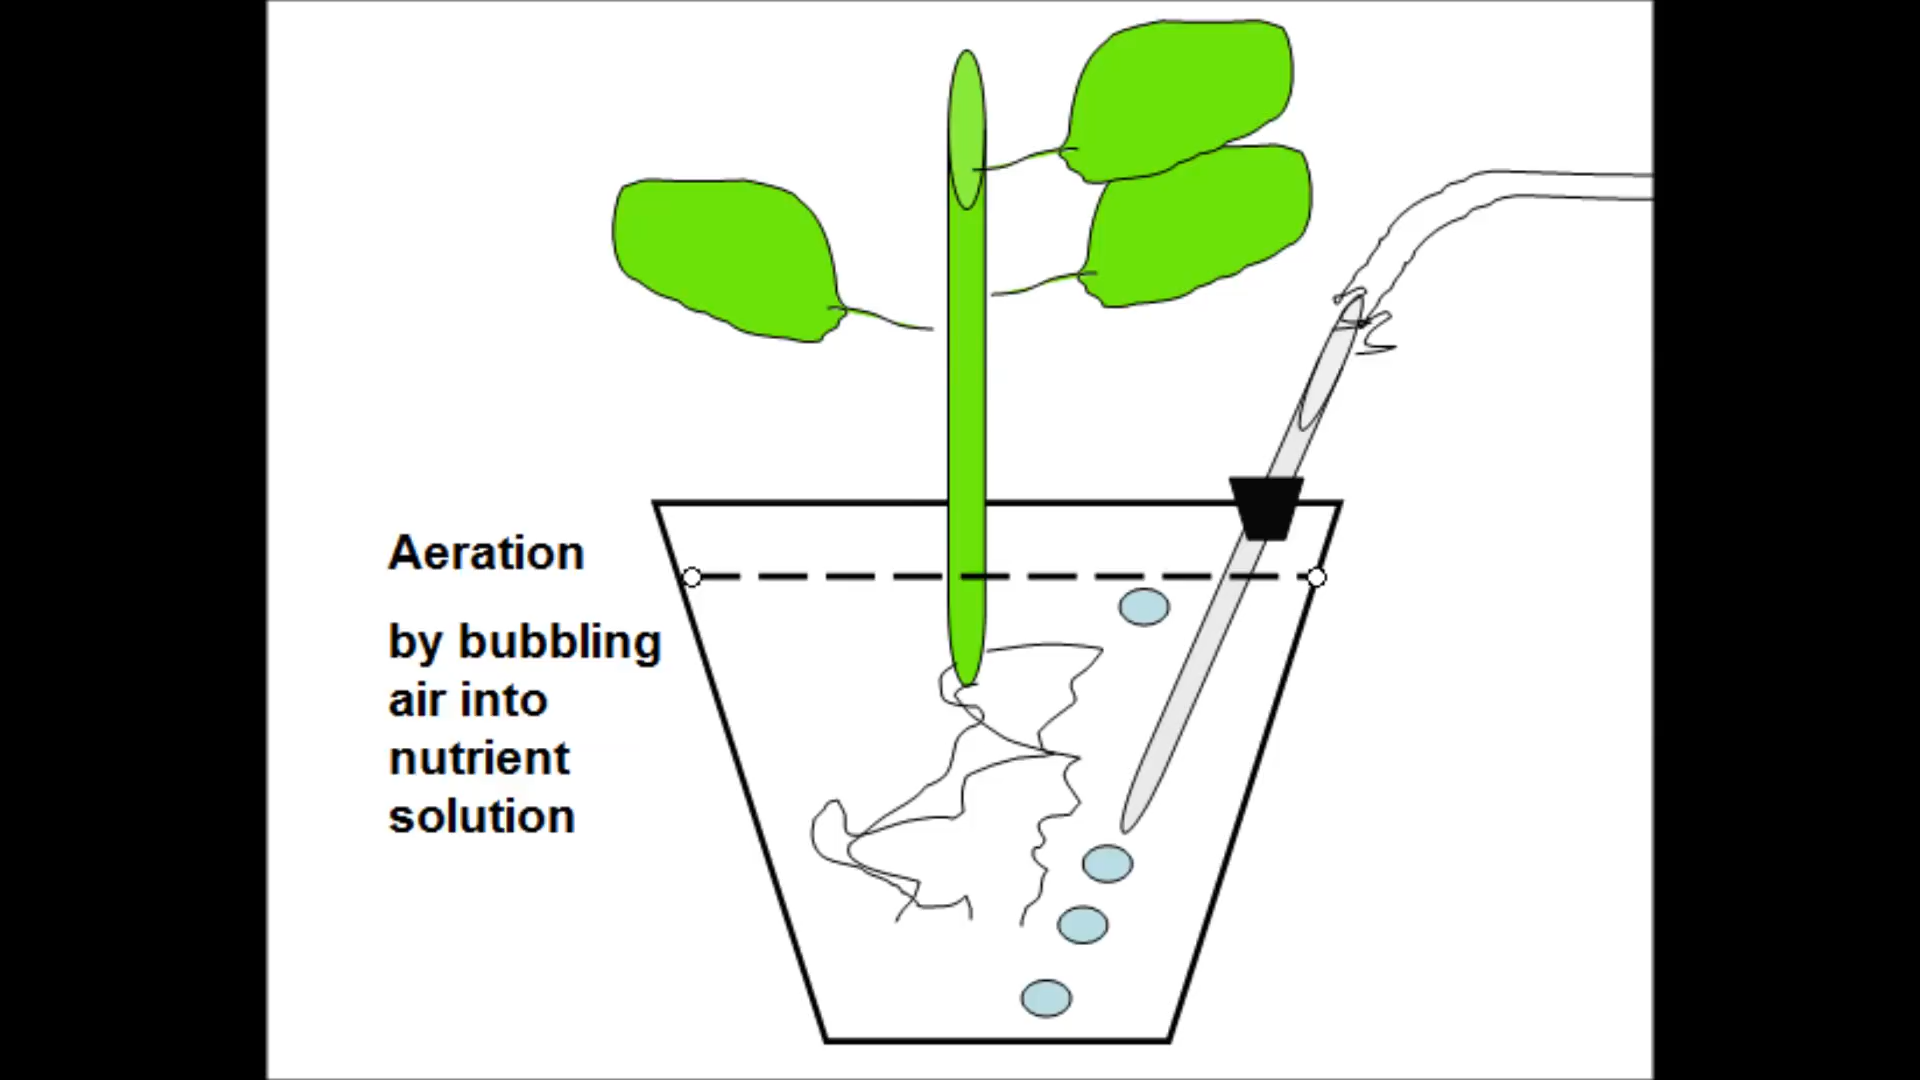 Aeration
by bubbling
air into
nutrient
solution